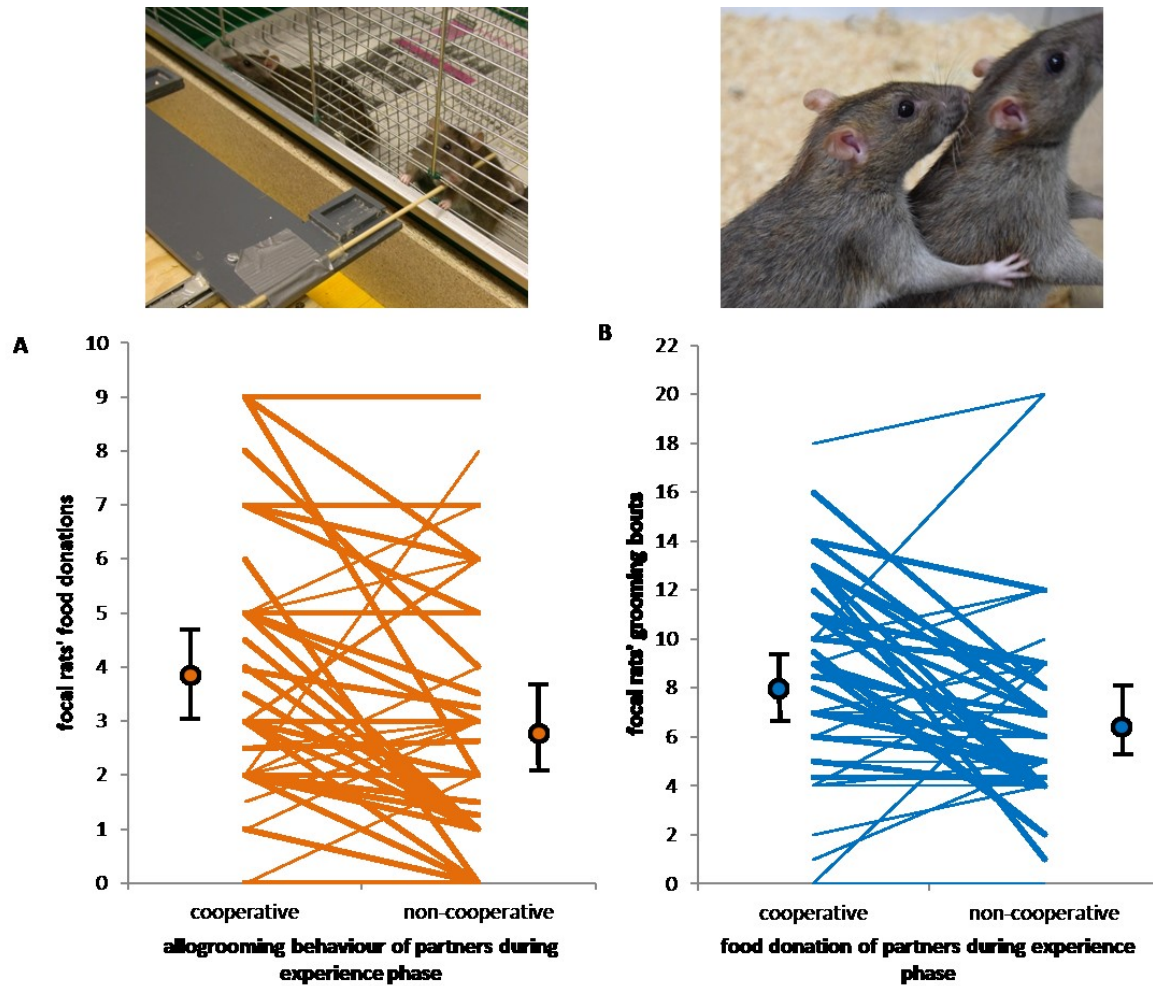 A
10
9
8
7
6
5
4
3
2
1
0
focal rats' food donations
cooperative
non-cooperative
allogrooming behaviour of partners during
experience phase
B
22
20
18
16
14
12
10
8
6
4
2
0
focal rats' grooming bouts
cooperative
non-cooperative
food donation of partners during experience
phase